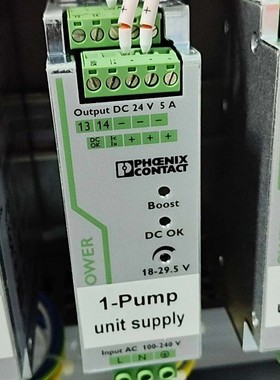 Output DC 24 V 5 A
13 14 − − −
DC OK + + +
PHŒNIX
CONTACT
Boost
DC OK
18-29.5 V
POWER
1-Pump
unit supply
Input AC 100-240 V
L N